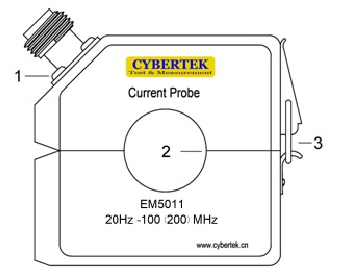 CYBERTEK
Test & Measurement
1
Current Probe
2
3
EM5011
20Hz -100（200）MHz
www.cybertek.cn